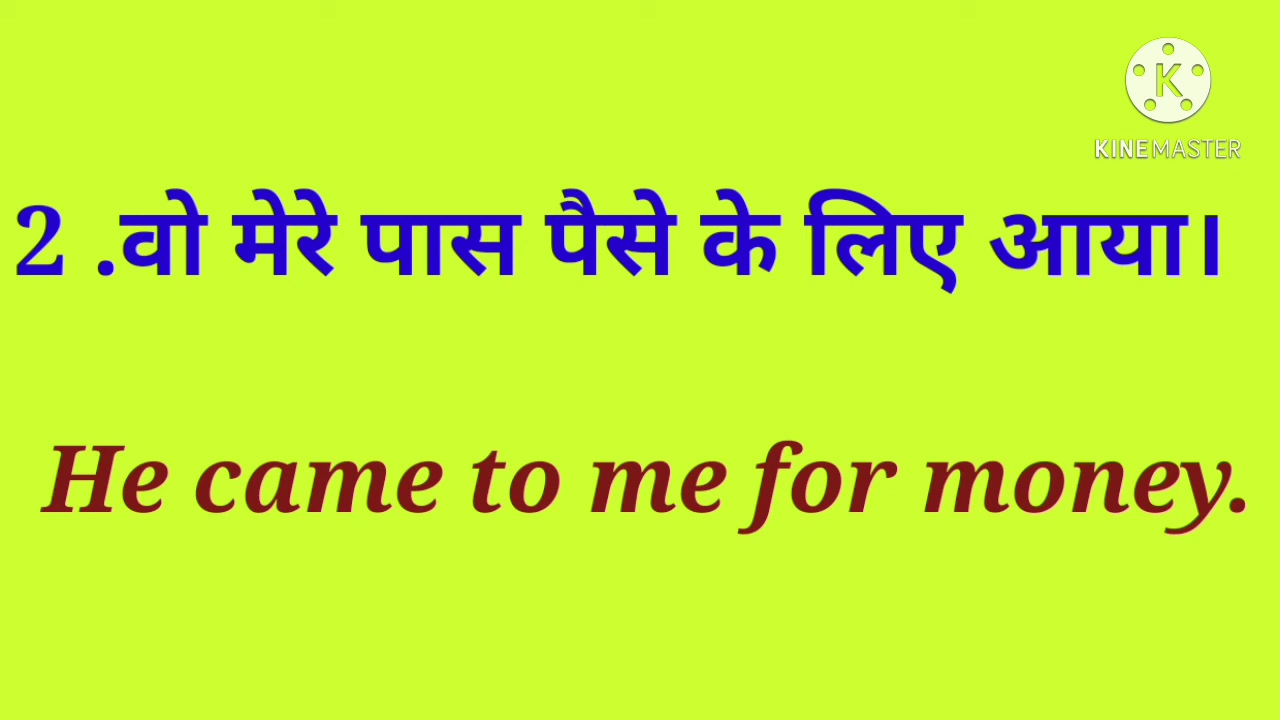 K
KINEMASTER
2 .वो मेरे पास पैसे के लिए आया।
He came to me for money.